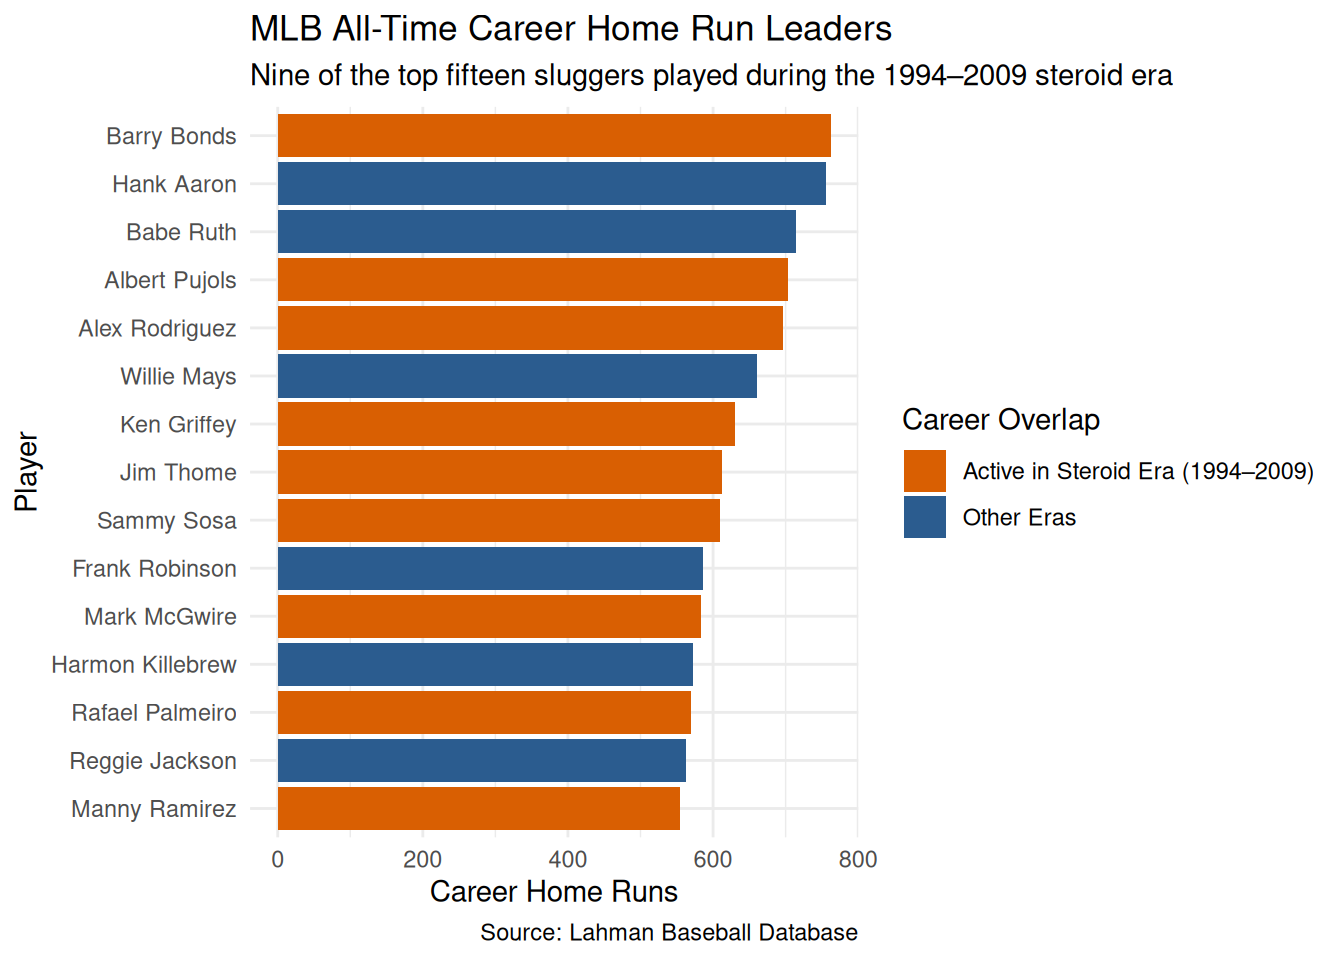 MLB All-Time Career Home Run Leaders
Nine of the top fifteen sluggers played during the 1994–2009 steroid era
Player
Barry Bonds
Hank Aaron
Babe Ruth
Albert Pujols
Alex Rodriguez
Willie Mays
Ken Griffey
Jim Thome
Sammy Sosa
Frank Robinson
Mark McGwire
Harmon Killebrew
Rafael Palmeiro
Reggie Jackson
Manny Ramirez
0 200 400 600 800
Career Home Runs
Career Overlap
Active in Steroid Era (1994–2009)
Other Eras
Source: Lahman Baseball Database